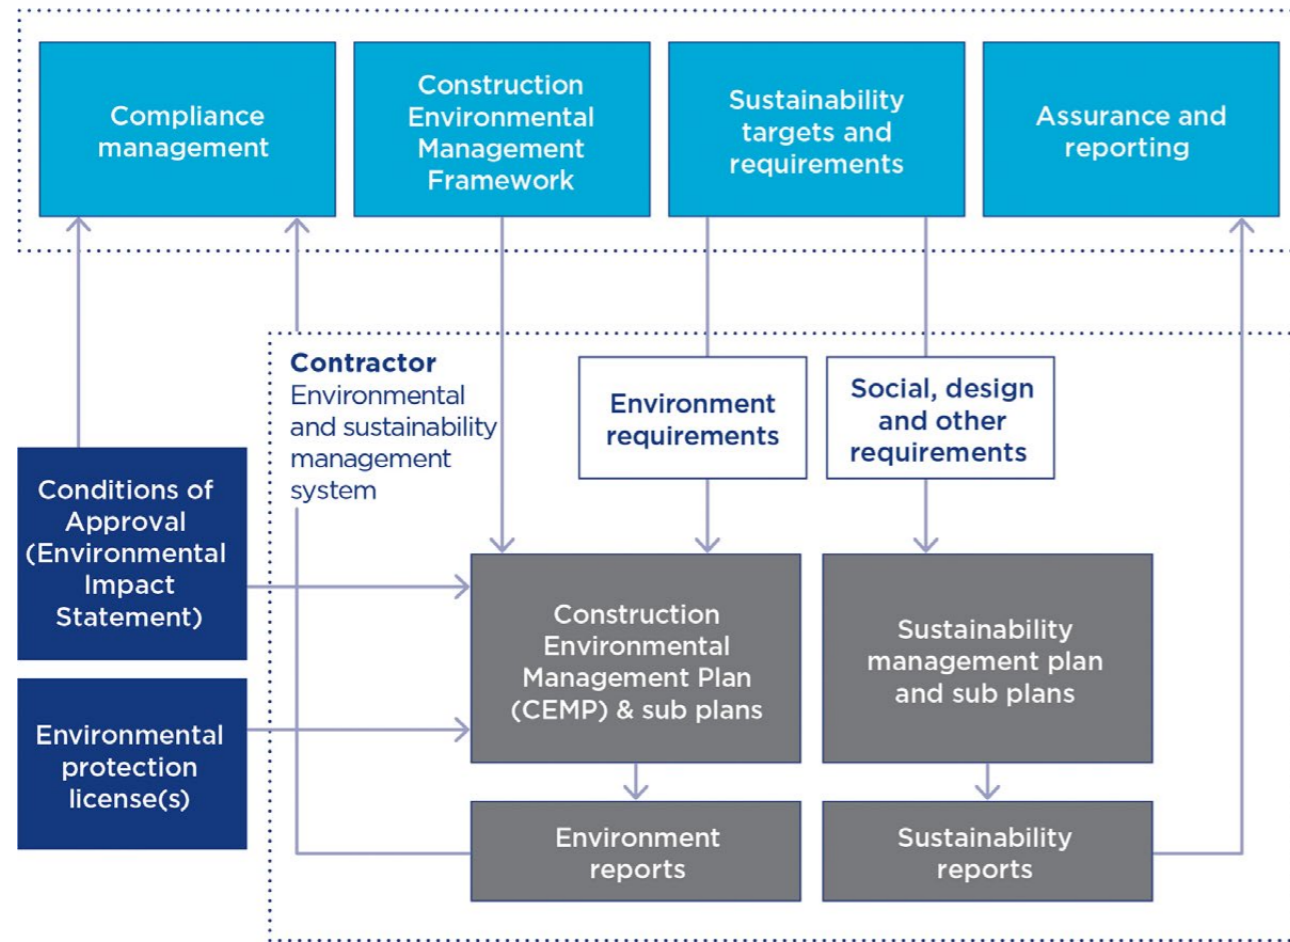 Compliance
management
Construction
Environmental
Management
Framework
Sustainability
targets and
requirements
Assurance and
reporting
Contractor
Environmental
and sustainability
management
system
Environment
requirements
Social, design
and other
requirements
Conditions of
Approval
(Environmental
Impact
Statement)
Environmental
protection
license(s)
Construction
Environmental
Management Plan
(CEMP) & sub plans
Sustainability
management plan
and sub plans
Environment
reports
Sustainability
reports